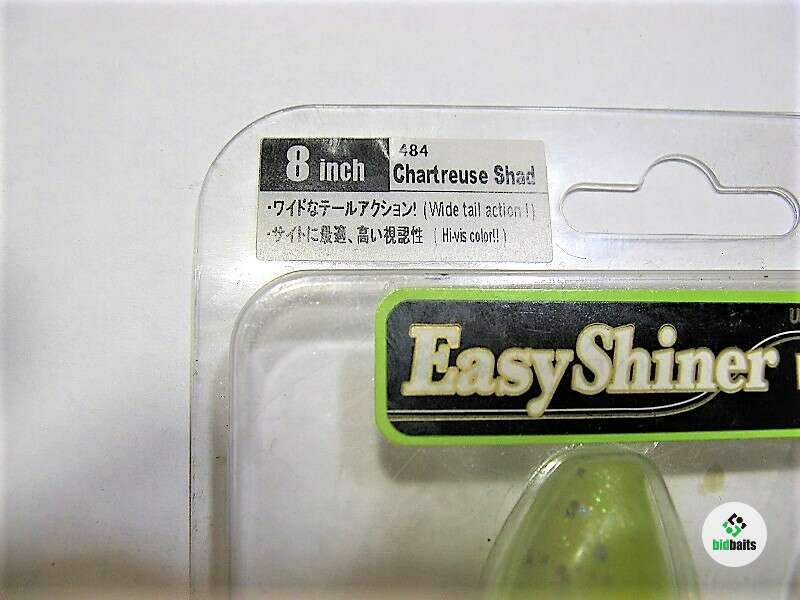 8 inch
484
Chartreuse Shad
・ワイドなテールアクション! (Wide tail action!)
・サイトに最適、高い視認性 ( Hi-vis color!! )
EasyShiner
bidbaits